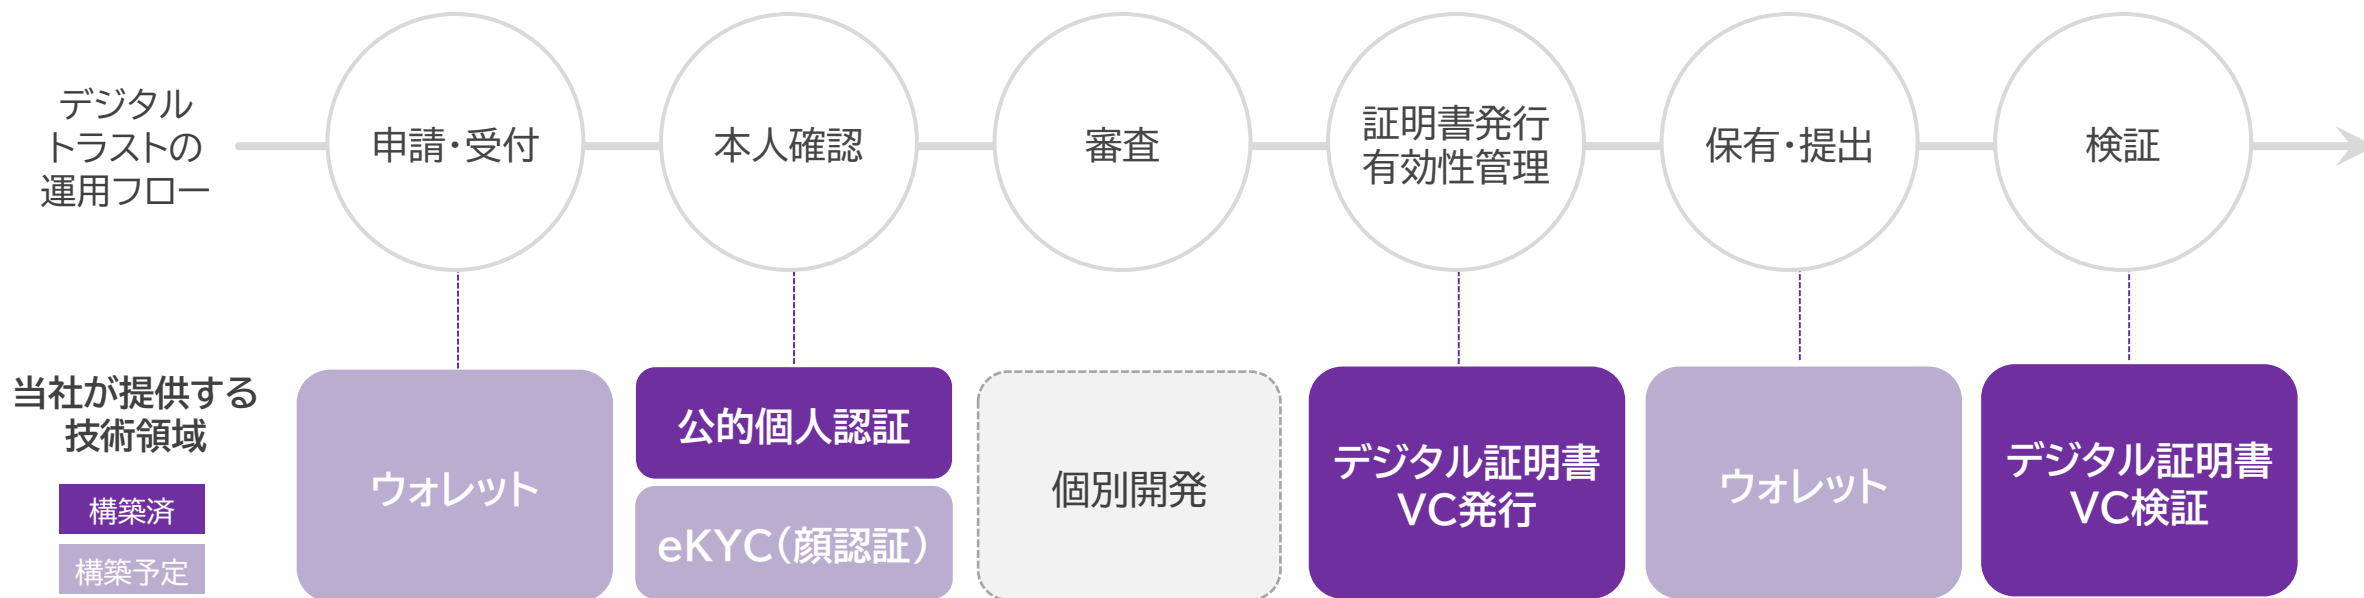 デジタル
トラストの
運用フロー
申請・受付
本人確認
審査
証明書発行
有効性管理
保有・提出
検証
当社が提供する
技術領域
構築済
構築予定
ウォレット
公的個人認証
eKYC（顔認証）
個別開発
デジタル証明書
VC発行
ウォレット
デジタル証明書
VC検証